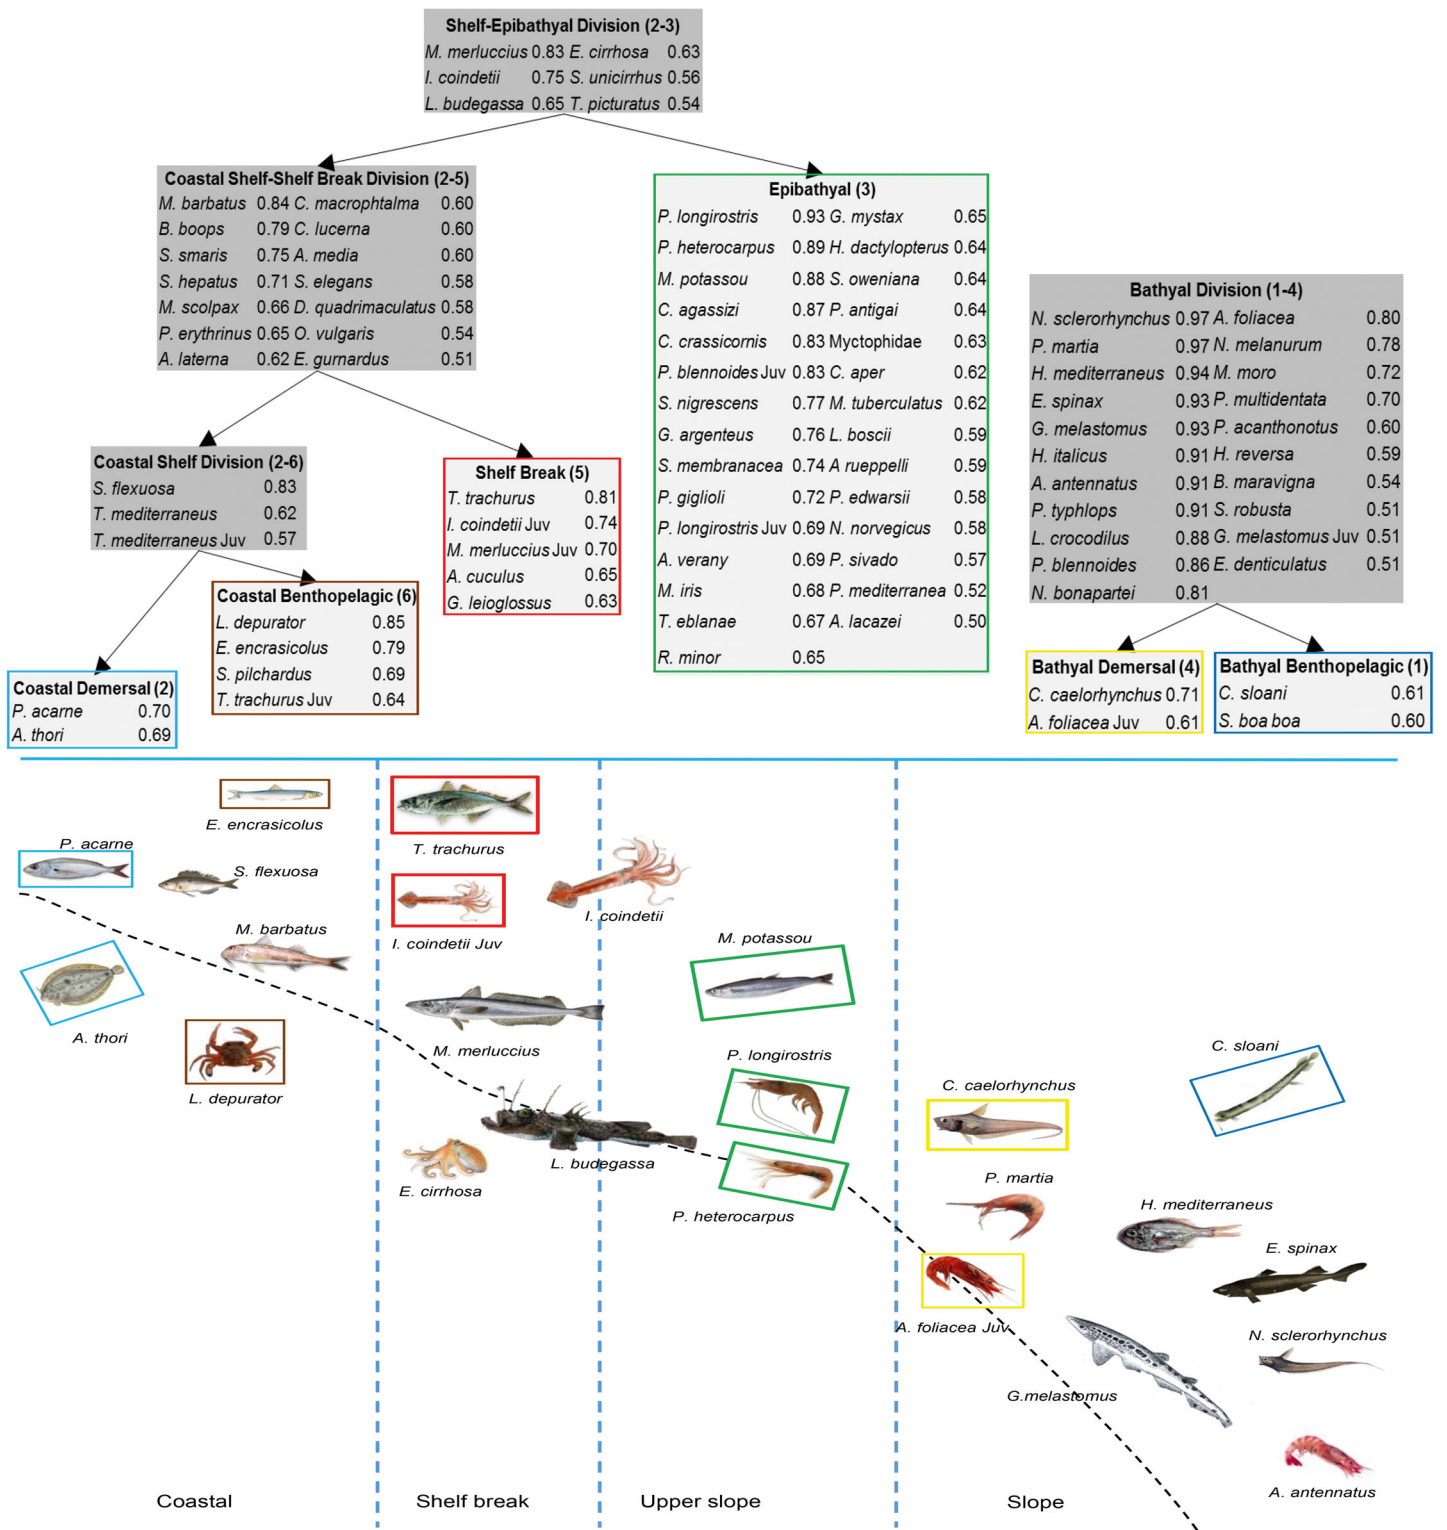 Shelf-Epibathyal Division (2-3)
M. merluccius 0.83 E. cirrhosa 0.63
I. coindetii 0.75 S. unicirrhus 0.56
L. budegassa 0.65 T. picturatus 0.54
Coastal Shelf-Shelf Break Division (2-5)
M. barbatus 0.84 C. macrophtalma 0.60
B. boops 0.79 C. lucerna 0.60
S. smaris 0.75 A. media 0.60
S. hepatus 0.71 S. elegans 0.58
M. scolpax 0.66 D. quadrimaculatus 0.58
P. erythrinus 0.65 O. vulgaris 0.54
A. laterna 0.62 E. gurnardus 0.51
Epibathyal (3)
P. longirostris 0.93 G. mystax 0.65
P. heterocarpus 0.89 H. dactylopterus 0.64
M. potassou 0.88 S. oweniana 0.64
C. agassizi 0.87 P. antigai 0.64
C. crassicornis 0.83 Myctophidae 0.63
P. blennoides Juv 0.83 C. aper 0.62
S. nigrescens 0.77 M. tuberculatus 0.62
G. argenteus 0.76 L. boscii 0.59
S. membranacea 0.74 A rueppelli 0.59
P. giglioli 0.72 P. edwarsii 0.58
P. longirostris Juv 0.69 N. norvegicus 0.58
A. verany 0.69 P. sivado 0.57
M. iris 0.68 P. mediterranea 0.52
T. eblanae 0.67 A. lacazei 0.50
R. minor 0.65
Bathyal Division (1-4)
N. sclerorhynchus 0.97 A. foliacea 0.80
P. martia 0.97 N. melanurum 0.78
H. mediterraneus 0.94 M. moro 0.72
E. spinax 0.93 P. multidentata 0.70
G. melastomus 0.93 P. acanthonotus 0.60
H. italicus 0.91 H. reversa 0.59
A. antennatus 0.91 B. maravigna 0.54
P. typhlops 0.91 S. robusta 0.51
L. crocodilus 0.88 G. melastomus Juv 0.51
P. blennoides 0.86 E. denticulatus 0.51
N. bonapartei 0.81
Coastal Shelf Division (2-6)
S. flexuosa 0.83
T. mediterraneus 0.62
T. mediterraneus Juv 0.57
Shelf Break (5)
T. trachurus 0.81
I. coindetii Juv 0.74
M. merluccius Juv 0.70
A. cuculus 0.65
G. leioglossus 0.63
Coastal Benthopelagic (6)
L. depurator 0.85
E. encrasicolus 0.79
S. pilchardus 0.69
T. trachurus Juv 0.64
Coastal Demersal (2)
P. acarne 0.70
A. thori 0.69
Bathyal Demersal (4)
C. caelorhynchus 0.71
A. foliacea Juv 0.61
Bathyal Benthopelagic (1)
C. sloani 0.61
S. boa boa 0.60
E. encrasicolus
P. acarne
S. flexuosa
M. barbatus
A. thori
L. depurator
T. trachurus
I. coindetii Juv
I. coindetii
M. merluccius
E. cirrhosa
L. budegassa
M. potassou
P. longirostris
P. heterocarpus
C. caelorhynchus
C. sloani
P. martia
H. mediterraneus
E. spinax
A. foliacea Juv
N. sclerorhynchus
G.melastomus
A. antennatus
Coastal
Shelf break
Upper slope
Slope